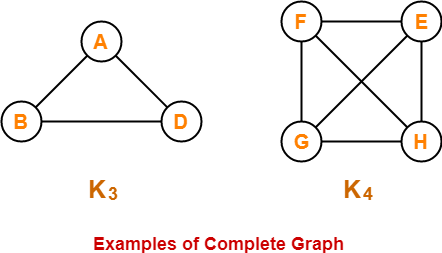 A
B D
K3
F E
G H
K4
Examples of Complete Graph